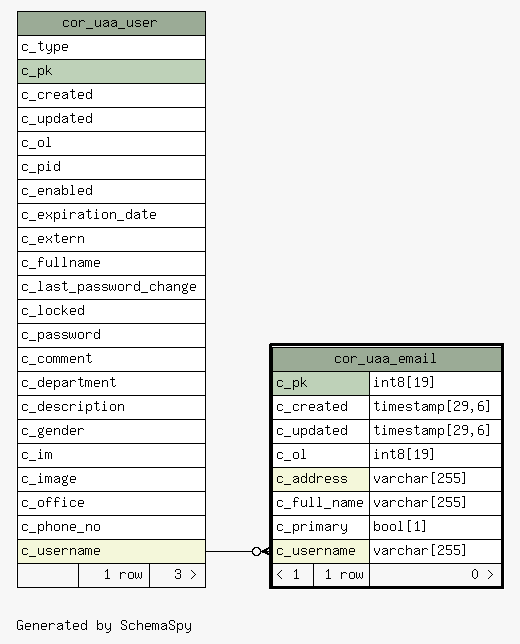 cor_uaa_user
c_type
c_pk
c_created
c_updated
c_ol
c_pid
c_enabled
c_expiration_date
c_extern
c_fullname
c_last_password_change
c_locked
c_password
c_comment
c_department
c_description
c_gender
c_im
c_image
c_office
c_phone_no
c_username
1 row 3 >
cor_uaa_email
c_pk int8[19]
c_created timestamp[29,6]
c_updated timestamp[29,6]
c_ol int8[19]
c_address varchar[255]
c_full_name varchar[255]
c_primary bool[1]
c_username varchar[255]
< 1 1 row 0 >
Generated by SchemaSpy